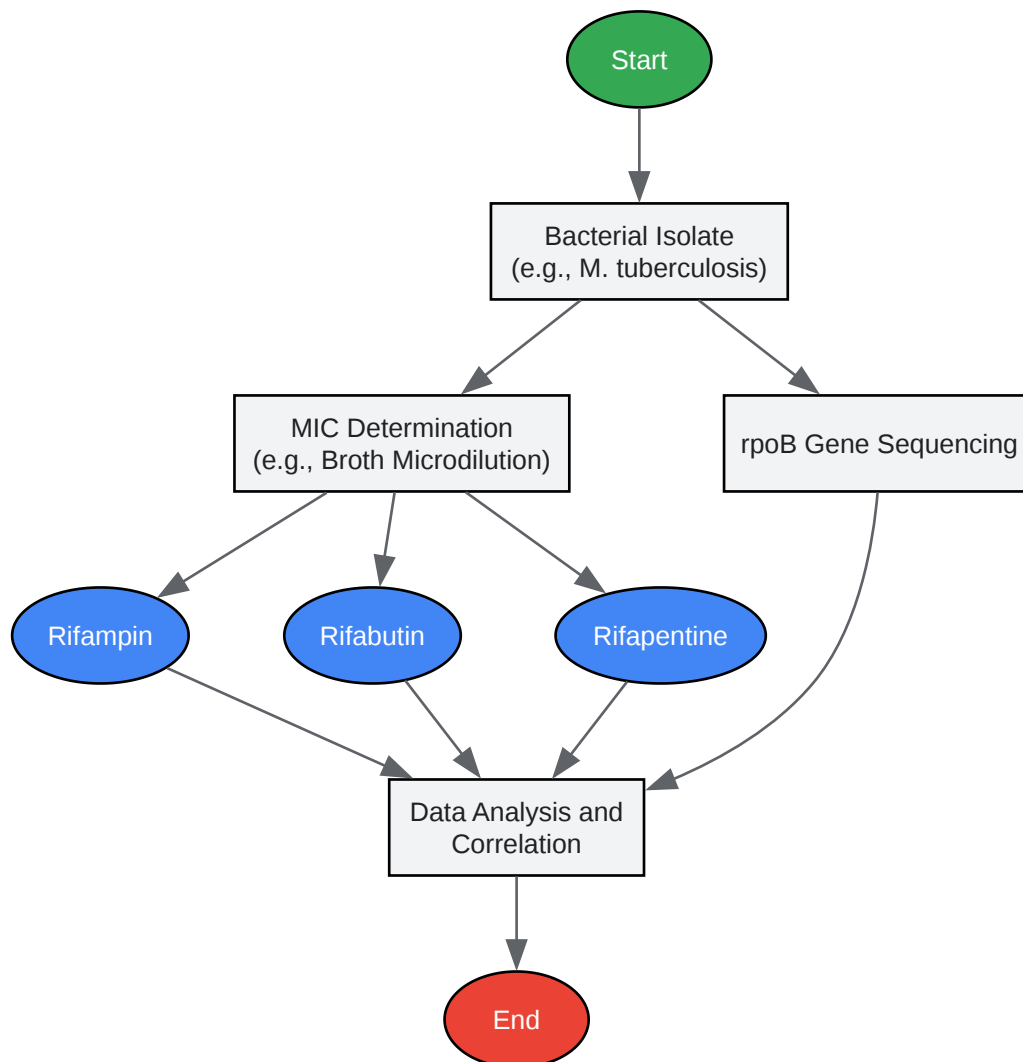 Start
Bacterial Isolate
(e.g., M. tuberculosis)
MIC Determination
(e.g., Broth Microdilution)
rpoB Gene Sequencing
Rifampin
Rifabutin
Rifapentine
Data Analysis and
Correlation
End